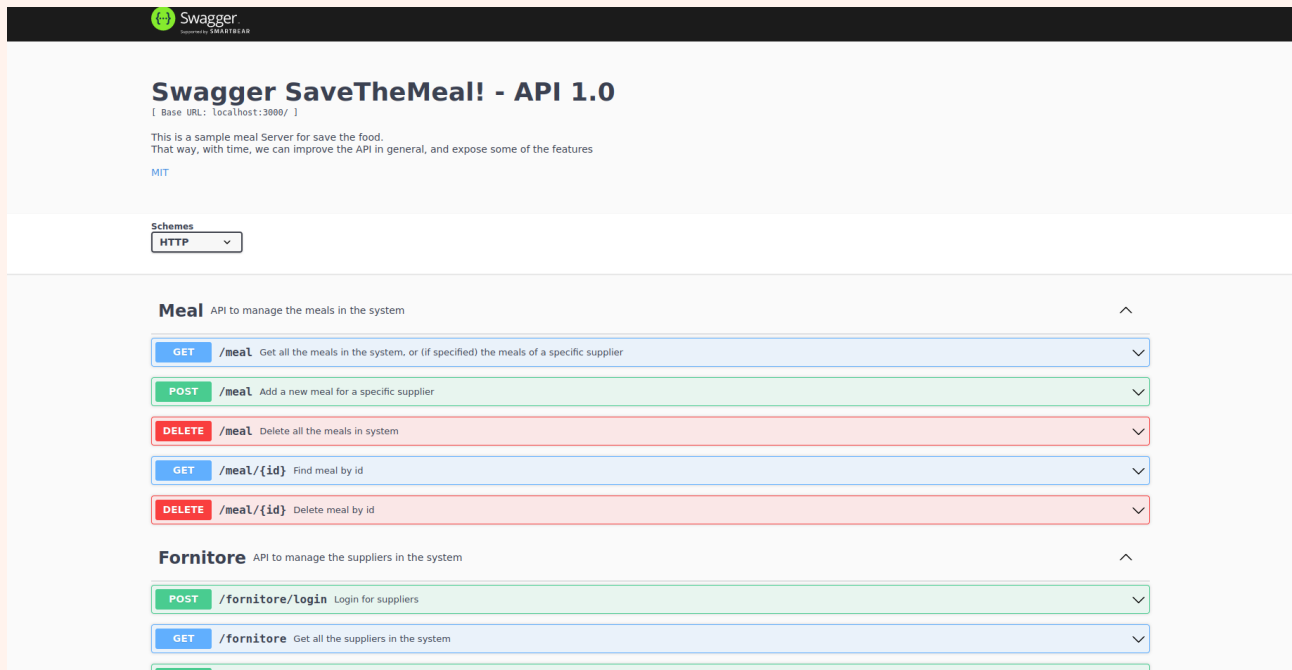 Swagger.
Supported by SMARTBEAR
Swagger SaveTheMeal! - API 1.0
[ Base URL: localhost:3000/ ]
This is a sample meal Server for save the food.
That way, with time, we can improve the API in general, and expose some of the features
MIT
Schemes
HTTP
Meal API to manage the meals in the system
GET /meal Get all the meals in the system, or (if specified) the meals of a specific supplier
POST /meal Add a new meal for a specific supplier
DELETE /meal Delete all the meals in system
GET /meal/{id} Find meal by id
DELETE /meal/{id} Delete meal by id
Fornitore API to manage the suppliers in the system
POST /fornitore/login Login for suppliers
GET /fornitore Get all the suppliers in the system